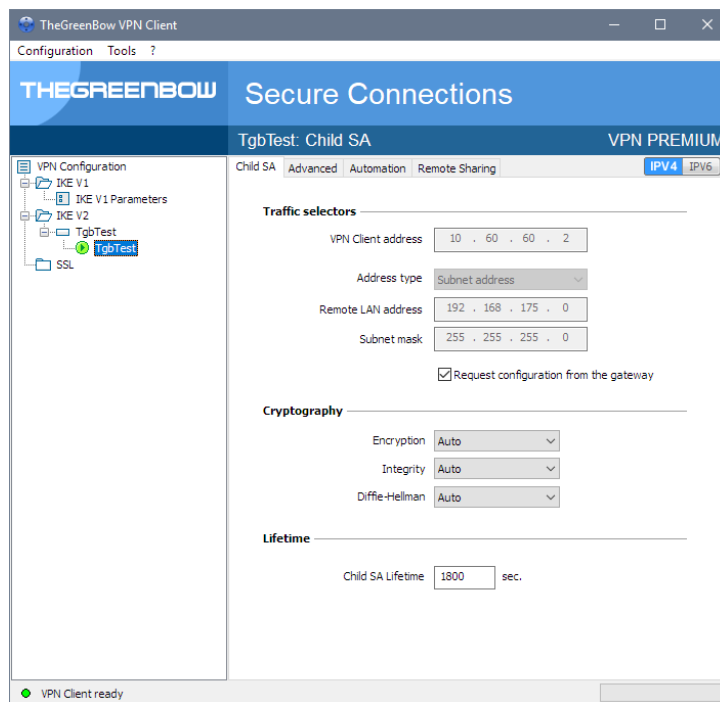 TheGreenBow VPN Client
Configuration Tools ?
THEGREENBOW
Secure Connections
TgbTest: Child SA
VPN PREMIUM
VPN Configuration
IKE V1
IKE V1 Parameters
IKE V2
TgbTest
TgbTest
SSL
Child SA Advanced Automation Remote Sharing
IPV4 IPV6
Traffic selectors
VPN Client address 10 . 60 . 60 . 2
Address type Subnet address
Remote LAN address 192 . 168 . 175 . 0
Subnet mask 255 . 255 . 255 . 0
Request configuration from the gateway
Cryptography
Encryption Auto
Integrity Auto
Diffie-Hellman Auto
Lifetime
Child SA Lifetime 1800 sec.
VPN Client ready